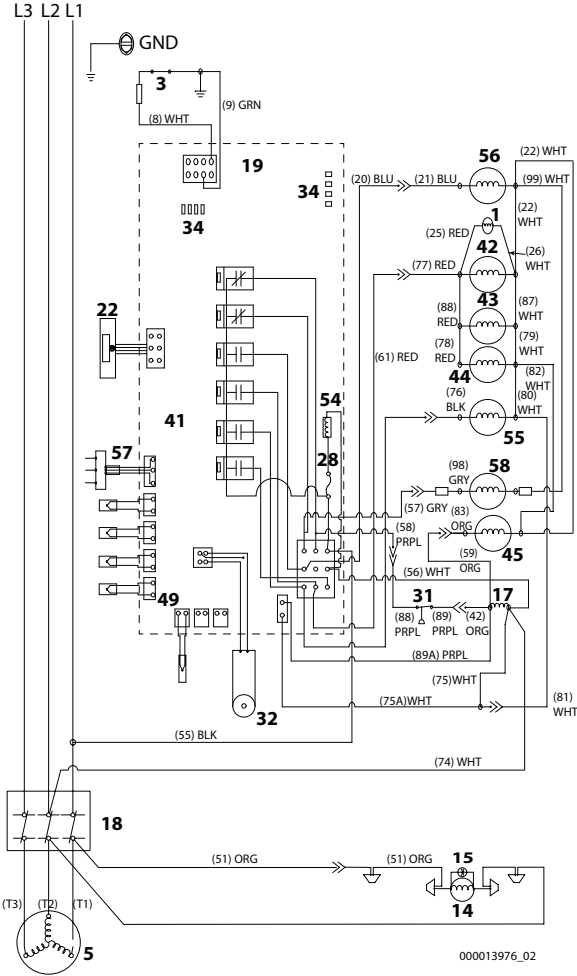 L3 L2 L1
GND
3
(9) GRN
(8) WHT
19
34
34
56
(22) WHT
(20) BLU
(21) BLU
(99) WHT
1
(22) WHT
(25) RED
42
(26) WHT
(77) RED
43
(88) RED
(87) WHT
22
(79) WHT
(61) RED
(78) RED
44
(82) WHT
(76) BLK
(80) WHT
54
41
55
57
28
(98) GRY
58
(57) GRY
(83) ORG
(58) PRPL
45
(59) ORG
(56) WHT
49
31
17
(88) PRPL
(89) PRPL
(42) ORG
(89A) PRPL
(75)WHT
(75A)WHT
(81) WHT
32
(55) BLK
(74) WHT
18
(51) ORG
(51) ORG
15
14
(T3)
(T2)
(T1)
5
000013976_02